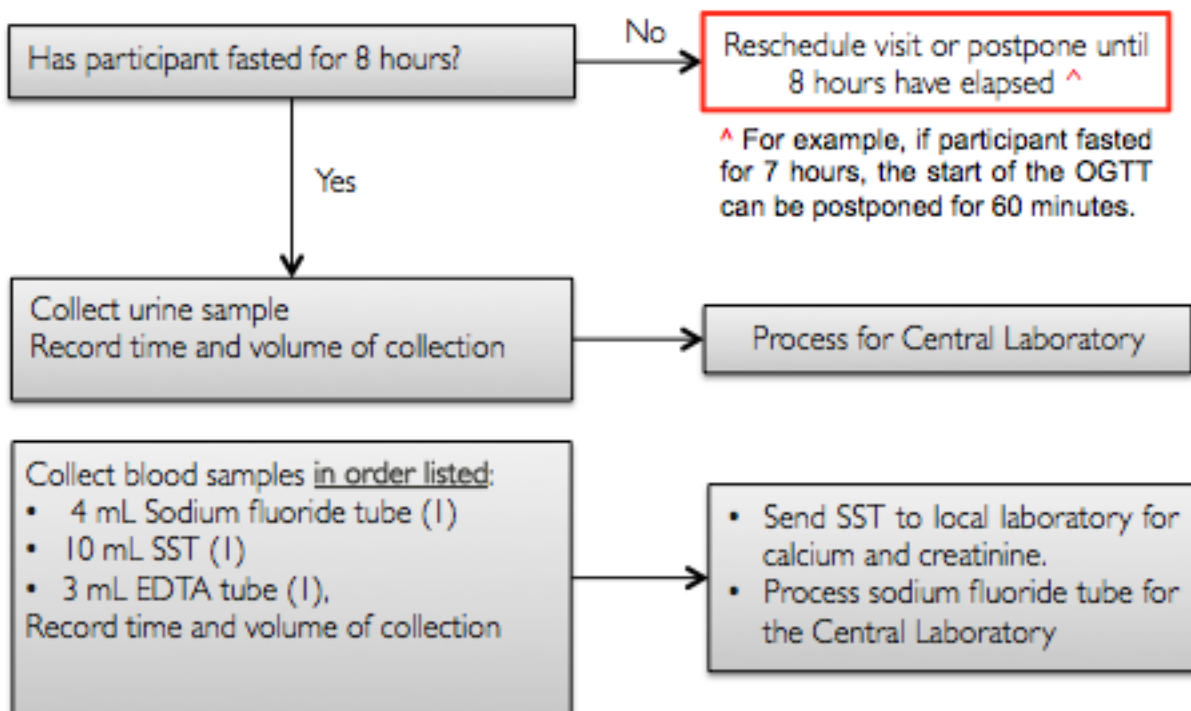 Has participant fasted for 8 hours?
No
Reschedule visit or postpone until
8 hours have elapsed ^
^ For example, if participant fasted
for 7 hours, the start of the OGTT
can be postponed for 60 minutes.
Yes
Collect urine sample
Record time and volume of collection
Process for Central Laboratory
Collect blood samples in order listed:
• 4 mL Sodium fluoride tube (1)
• 10 mL SST (1)
• 3 mL EDTA tube (1),
Record time and volume of collection
• Send SST to local laboratory for
calcium and creatinine.
• Process sodium fluoride tube for
the Central Laboratory